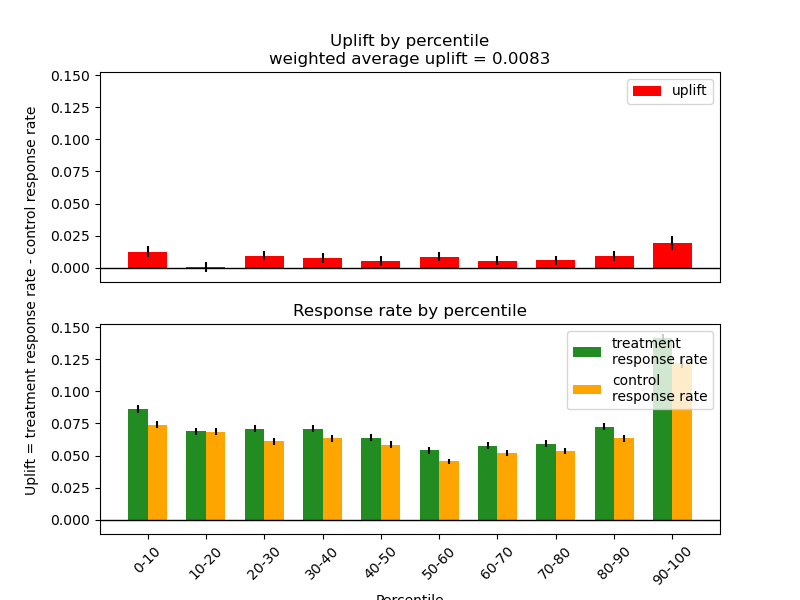 Uplift by percentile
weighted average uplift = 0.0083
uplift
0.150
0.125
0.100
0.075
0.050
0.025
0.000
Uplift = treatment response rate - control response rate
Response rate by percentile
treatment
response rate
control
response rate
0.150
0.125
0.100
0.075
0.050
0.025
0.000
0-10
10-20
20-30
30-40
40-50
50-60
60-70
70-80
80-90
90-100
Percentile